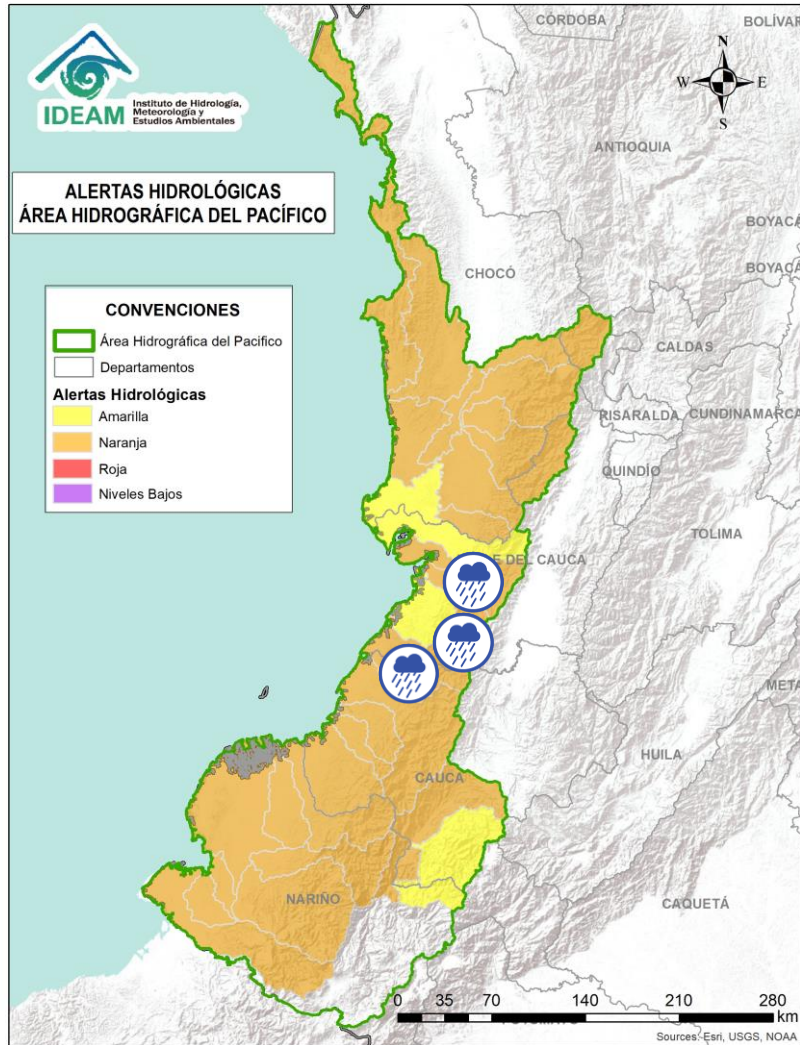 IDEAM
Instituto de Hidrología,
Meteorología y
Estudios Ambientales
ALERTAS HIDROLÓGICAS
ÁREA HIDROGRÁFICA DEL PACÍFICO
CONVENCIONES
Área Hidrográfica del Pacifico
Departamentos
Alertas Hidrológicas
Amarilla
Naranja
Roja
Niveles Bajos
N
W E
S
CÓRDOBA
BOLÍVAR
ANTIOQUIA
BOYACÁ
BOYACÁ
CHOCÓ
CALDAS
RISARALDA
CUNDINAMARCA
QUINDÍO
TOLIMA
E DEL CAUCA
META
HUILA
CAUCA
NARIÑO
CAQUETÁ
0 35 70 140 210 280
km
Sources: Esri, USGS, NOAA